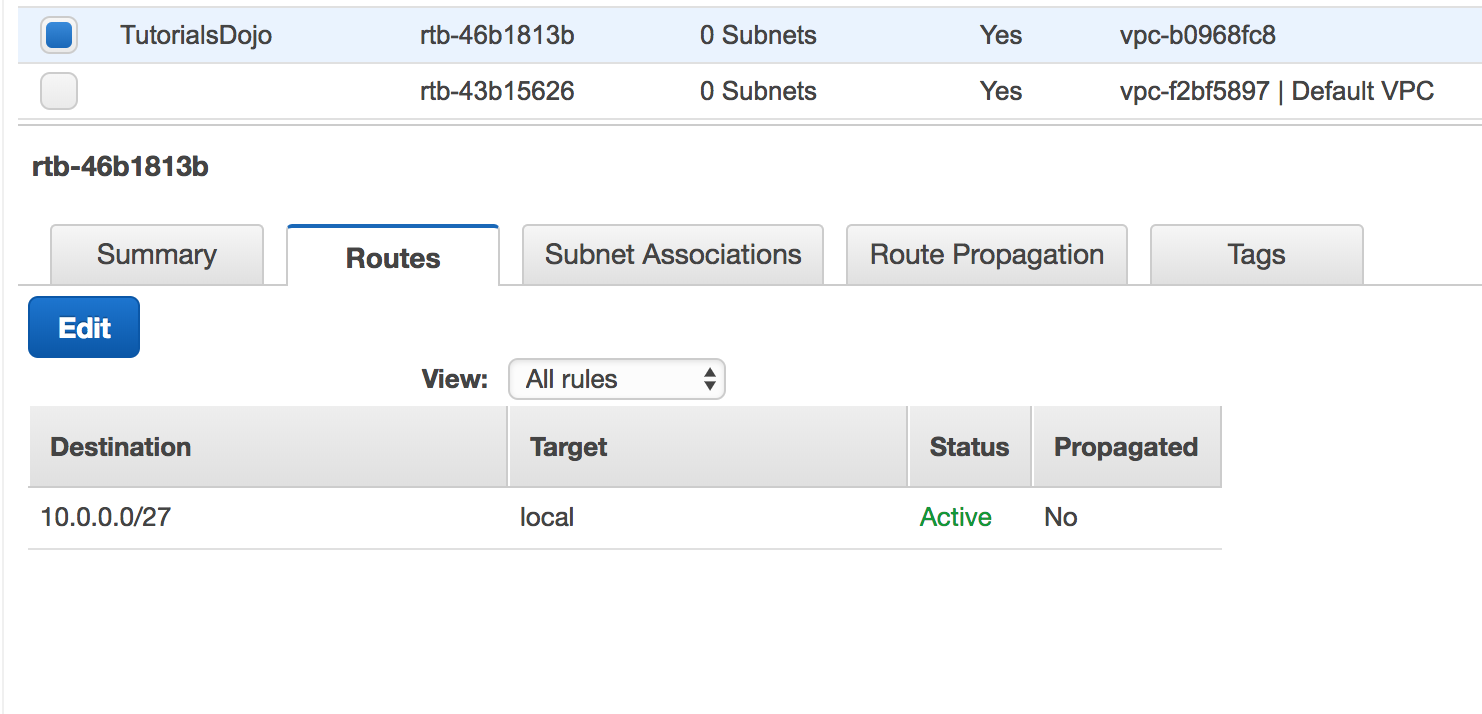 TutorialsDojo rtb-46b1813b 0 Subnets Yes vpc-b0968fc8
rtb-43b15626 0 Subnets Yes vpc-f2bf5897 | Default VPC
rtb-46b1813b
Summary Routes Subnet Associations Route Propagation Tags
Edit
View: All rules
Destination Target Status Propagated
10.0.0.0/27 local Active No